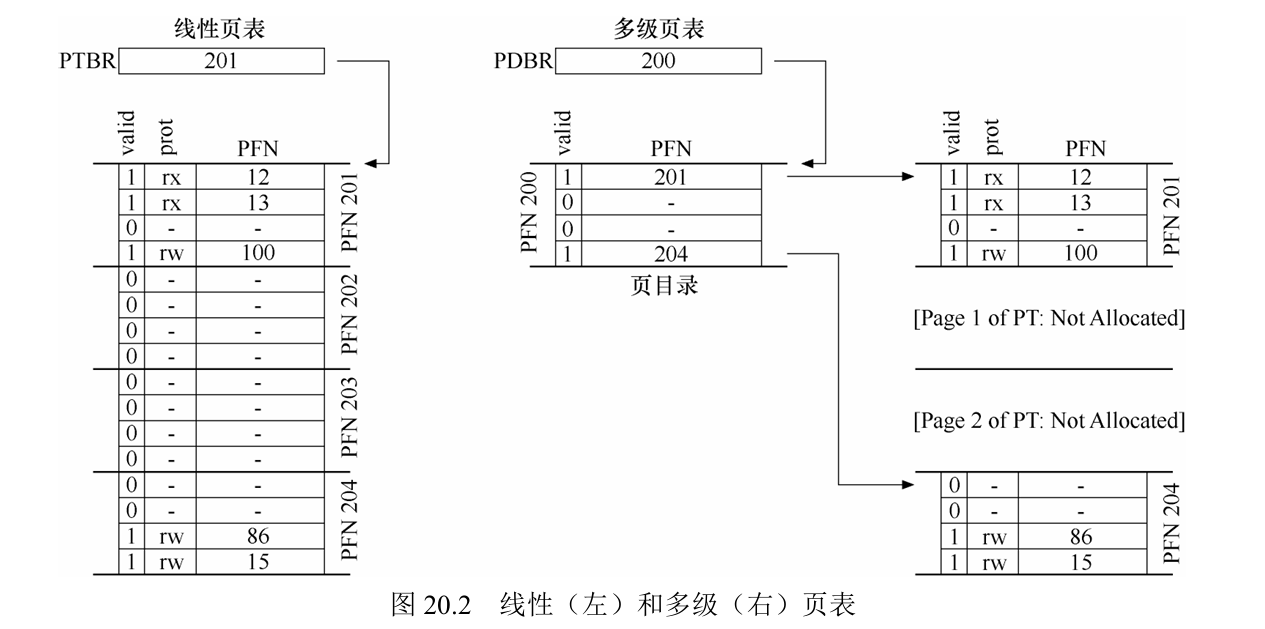 线性页表
PTBR 201
valid prot PFN
1 rx 12
1 rx 13
0 - -
1 rw 100
PFN 201
0 - -
0 - -
0 - -
0 - -
PFN 202
0 - -
0 - -
0 - -
0 - -
PFN 203
0 - -
0 - -
1 rw 86
1 rw 15
PFN 204
多级页表
PDBR 200
valid PFN
PFN 200
1 201
0 -
0 -
1 204
页目录
valid prot PFN
1 rx 12
1 rx 13
0 - -
1 rw 100
PFN 201
[Page 1 of PT: Not Allocated]
[Page 2 of PT: Not Allocated]
0 - -
0 - -
1 rw 86
1 rw 15
PFN 204
图 20.2 线性（左）和多级（右）页表